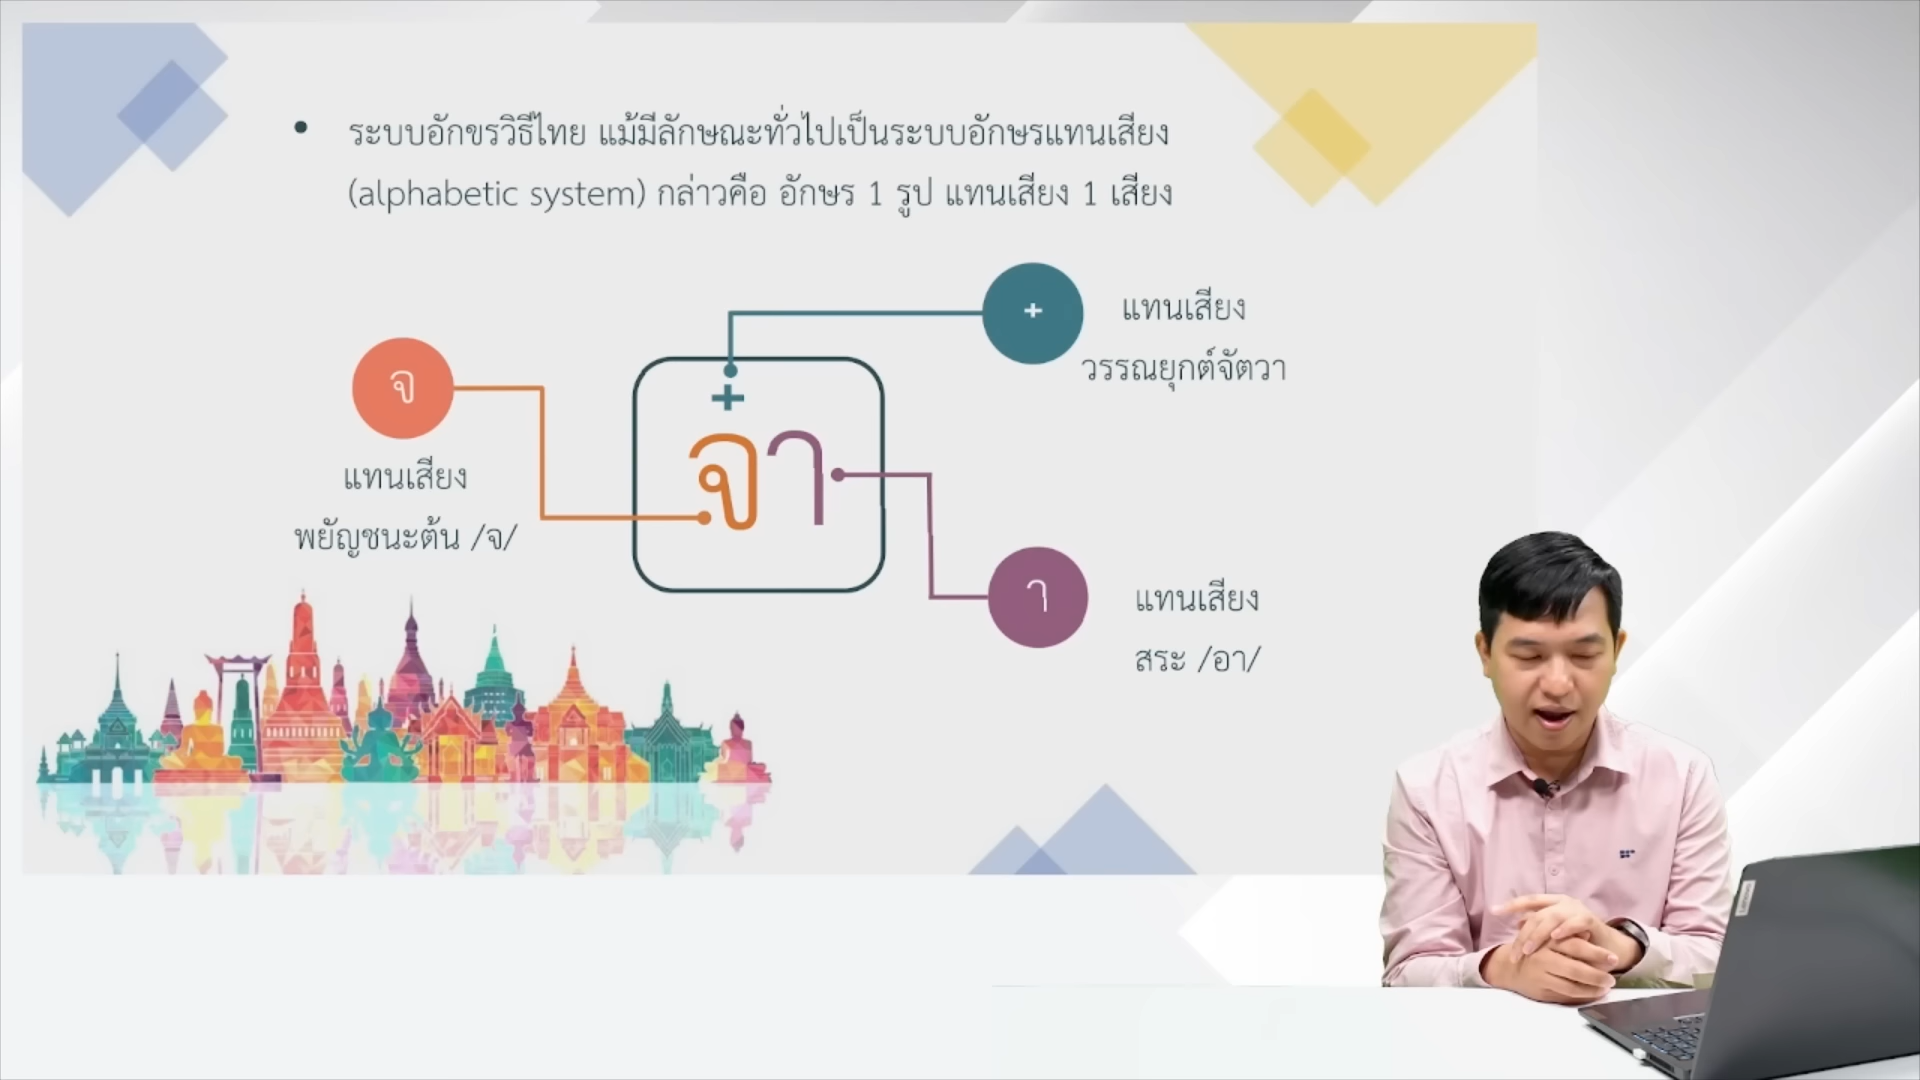 • ระบบอักขรวิธีไทย แม้มีลักษณะทั่วไปเป็นระบบอักษรแทนเสียง
(alphabetic system) กล่าวคือ อักษร 1 รูป แทนเสียง 1 เสียง
+
แทนเสียง
วรรณยุกต์จัตวา
จ
แทนเสียง
พยัญชนะต้น /จ/
จ๋า
า
แทนเสียง
สระ /อา/